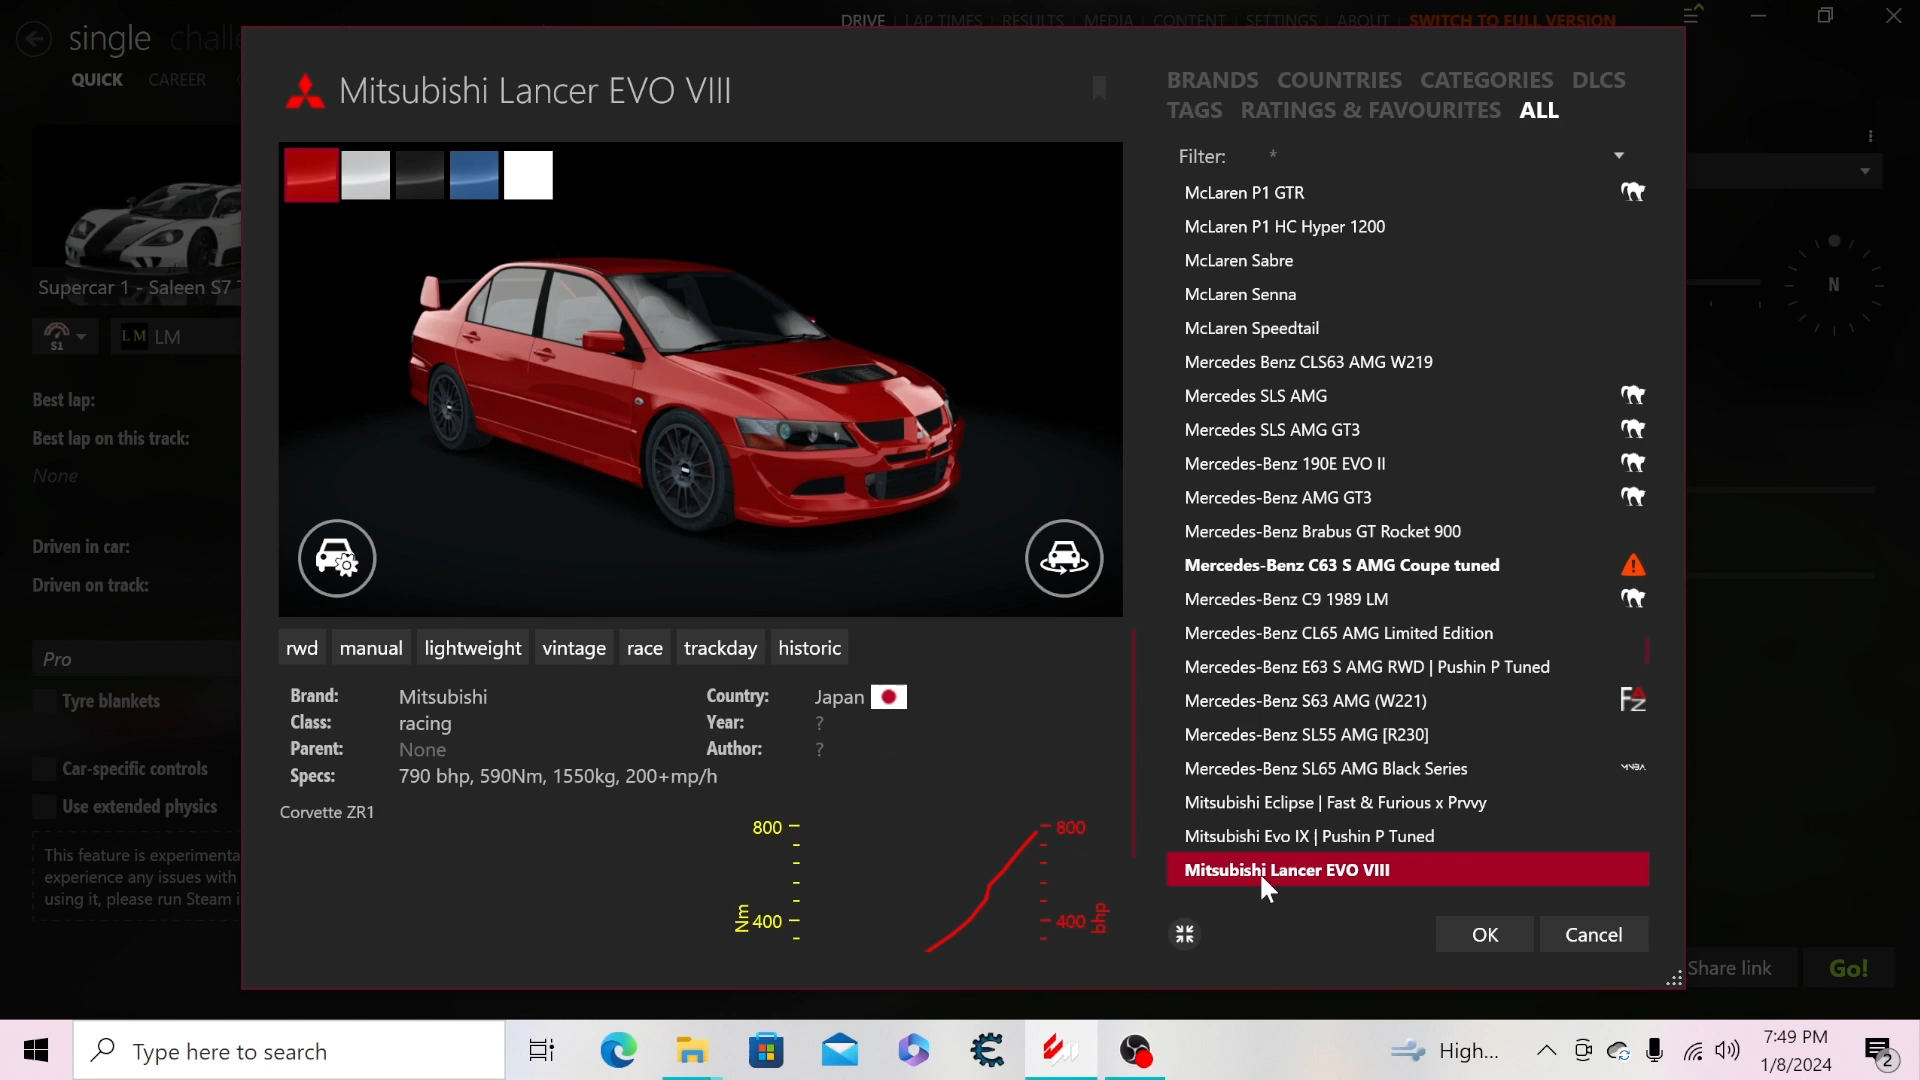 single challe
DRIVE LAP TIMES RESULTS MEDIA CONTENT SETTINGS ABOUT SWITCH TO FULL VERSION
QUICK CAREER
Supercar 1 - Saleen S7 T
S1
LM LM
Best lap:
Best lap on this track:
None
Driven in car:
Driven on track:
Pro
Tyre blankets
Car-specific controls
Use extended physics
This feature is experimenta
experience any issues with
using it, please run Steam i
Mitsubishi Lancer EVO VIII
rwd manual lightweight vintage race trackday historic
Brand: Mitsubishi Country: Japan
Class: racing Year: ?
Parent: None Author: ?
Specs: 790 bhp, 590Nm, 1550kg, 200+mp/h
Corvette ZR1
800 800
Nm 400 400 bhp
BRANDS COUNTRIES CATEGORIES DLCS
TAGS RATINGS & FAVOURITES ALL
Filter: *
McLaren P1 GTR
McLaren P1 HC Hyper 1200
McLaren Sabre
McLaren Senna
McLaren Speedtail
Mercedes Benz CLS63 AMG W219
Mercedes SLS AMG
Mercedes SLS AMG GT3
Mercedes-Benz 190E EVO II
Mercedes-Benz AMG GT3
Mercedes-Benz Brabus GT Rocket 900
Mercedes-Benz C63 S AMG Coupe tuned
Mercedes-Benz C9 1989 LM
Mercedes-Benz CL65 AMG Limited Edition
Mercedes-Benz E63 S AMG RWD | Pushin P Tuned
Mercedes-Benz S63 AMG (W221)
Mercedes-Benz SL55 AMG [R230]
Mercedes-Benz SL65 AMG Black Series
Mitsubishi Eclipse | Fast & Furious x Prvvy
Mitsubishi Evo IX | Pushin P Tuned
Mitsubishi Lancer EVO VIII
OK Cancel
N
Share link Go!
Type here to search
High...
7:49 PM
1/8/2024
2